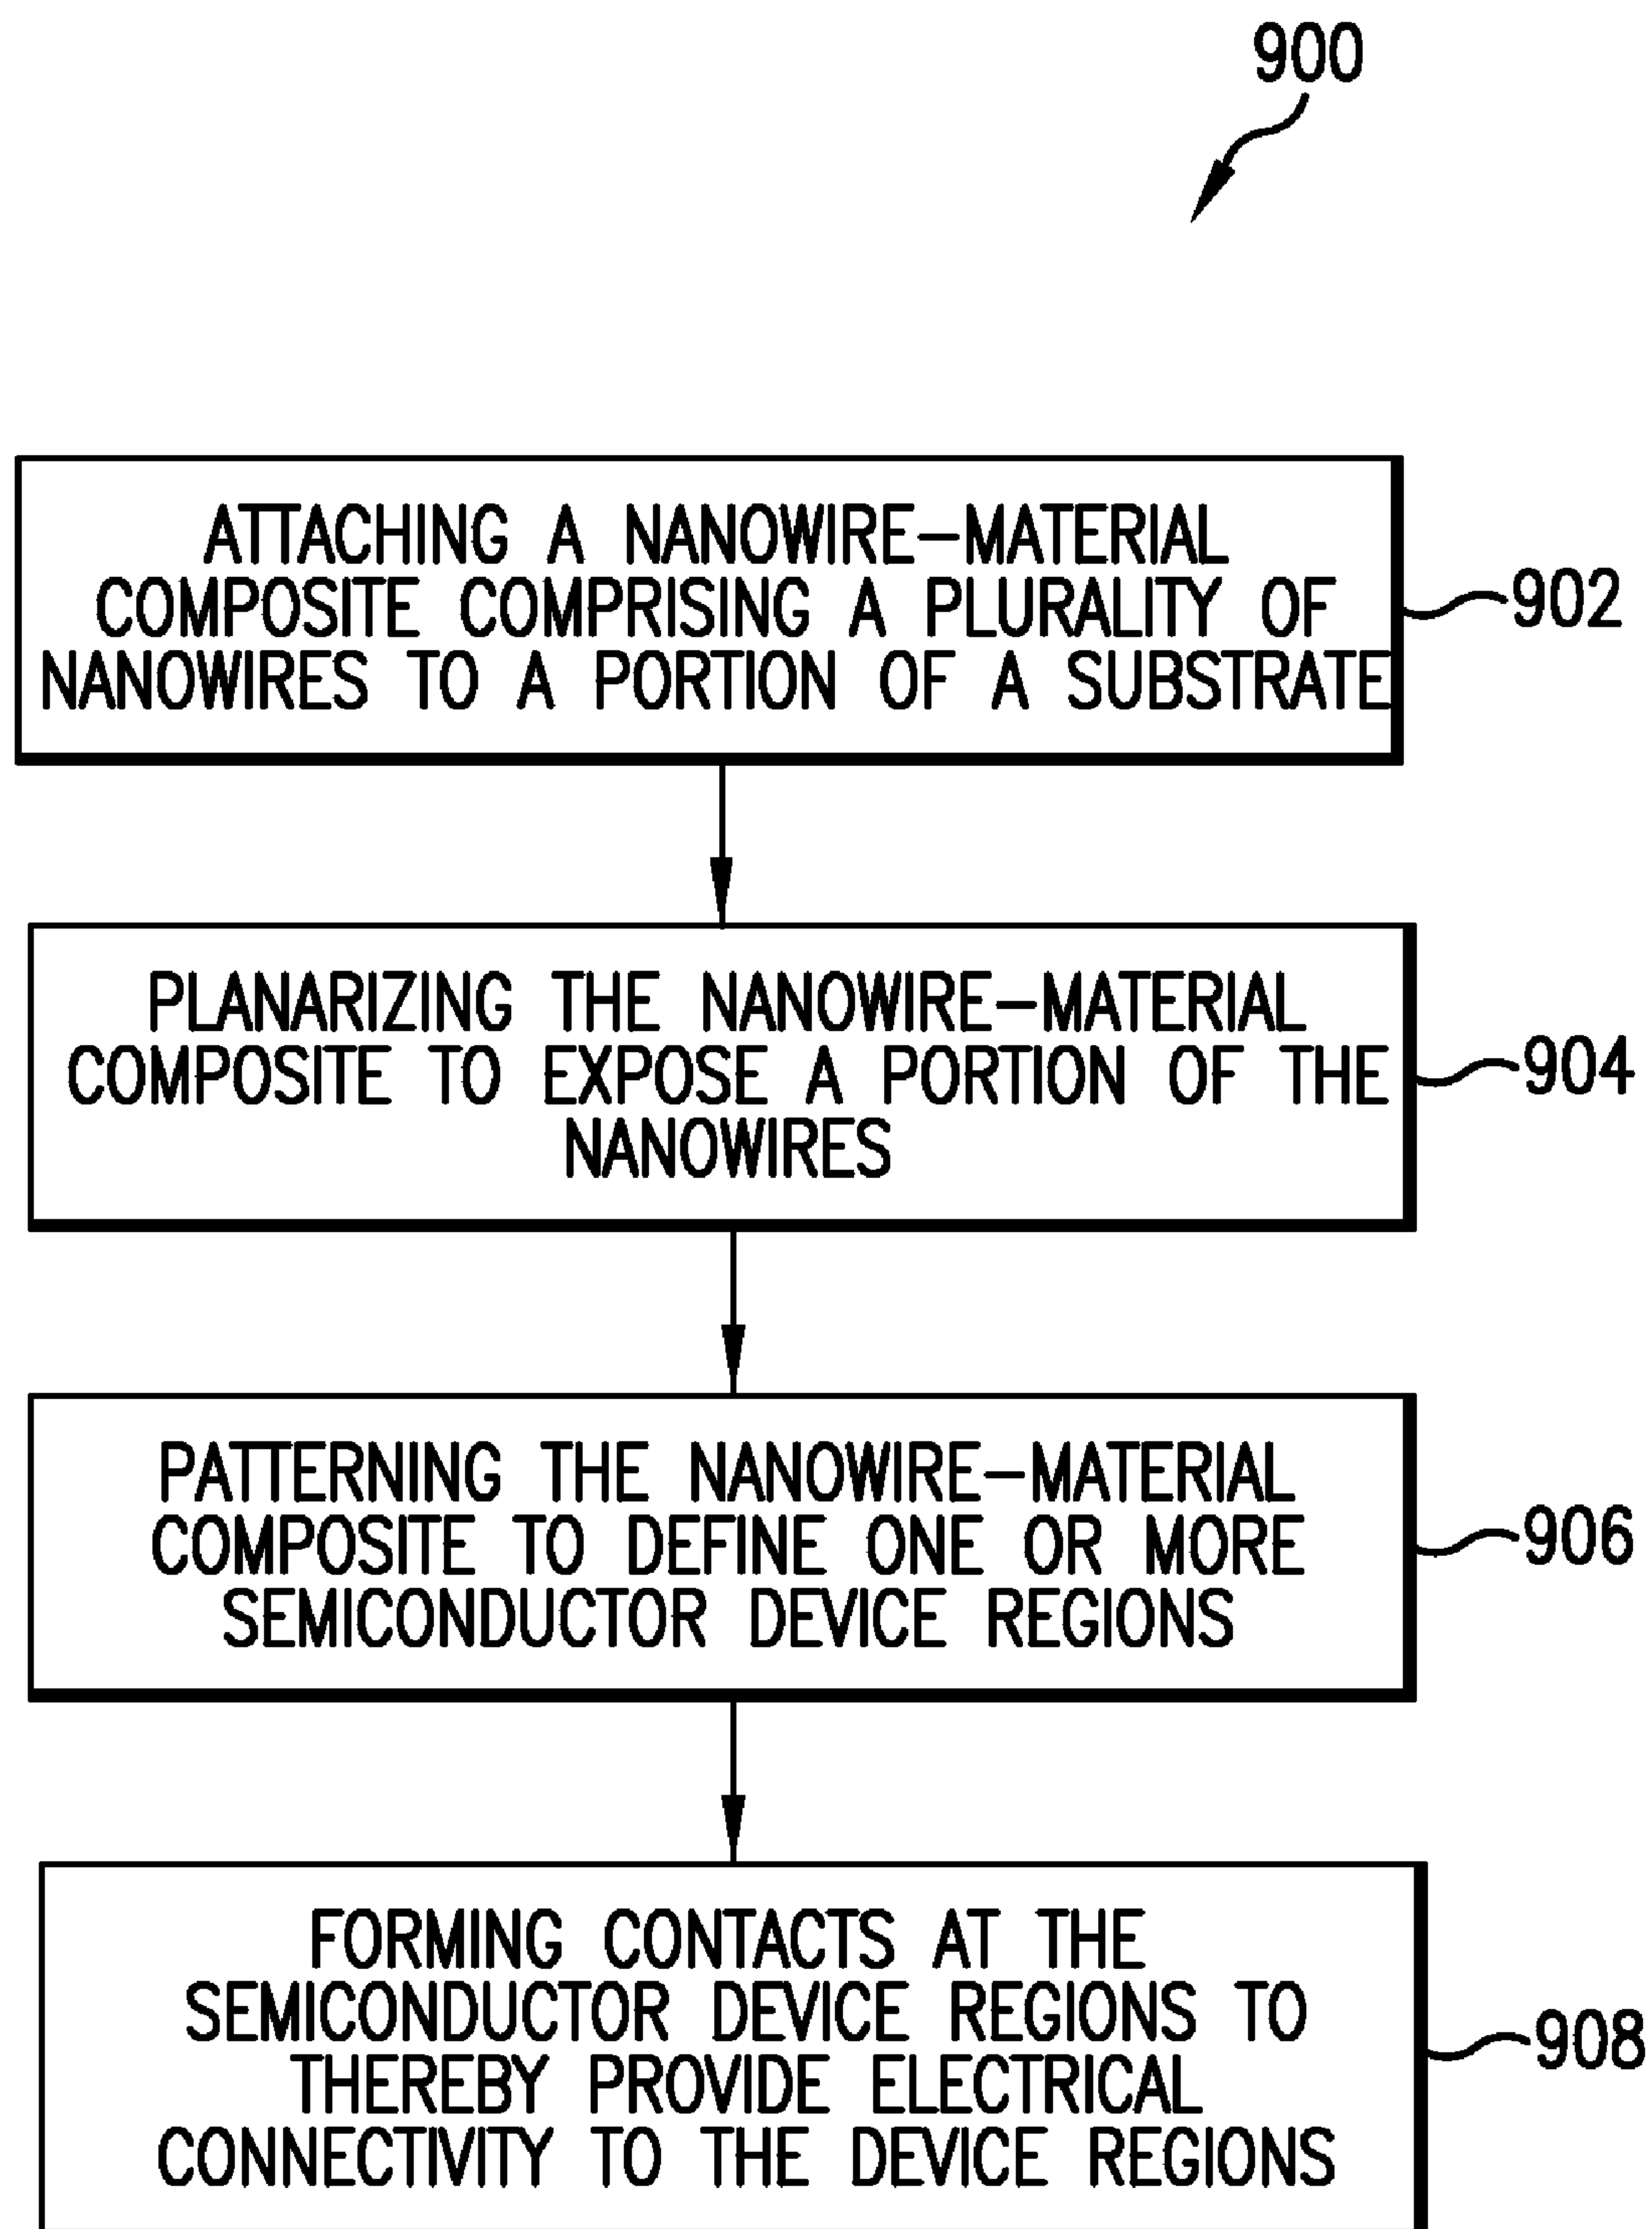 900
ATTACHING A NANOWIRE-MATERIAL
COMPOSITE COMPRISING A PLURALITY OF
NANOWIRES TO A PORTION OF A SUBSTRATE
902
PLANARIZING THE NANOWIRE-MATERIAL
COMPOSITE TO EXPOSE A PORTION OF THE
NANOWIRES
904
PATTERNING THE NANOWIRE-MATERIAL
COMPOSITE TO DEFINE ONE OR MORE
SEMICONDUCTOR DEVICE REGIONS
906
FORMING CONTACTS AT THE
SEMICONDUCTOR DEVICE REGIONS TO
THEREBY PROVIDE ELECTRICAL
CONNECTIVITY TO THE DEVICE REGIONS
908